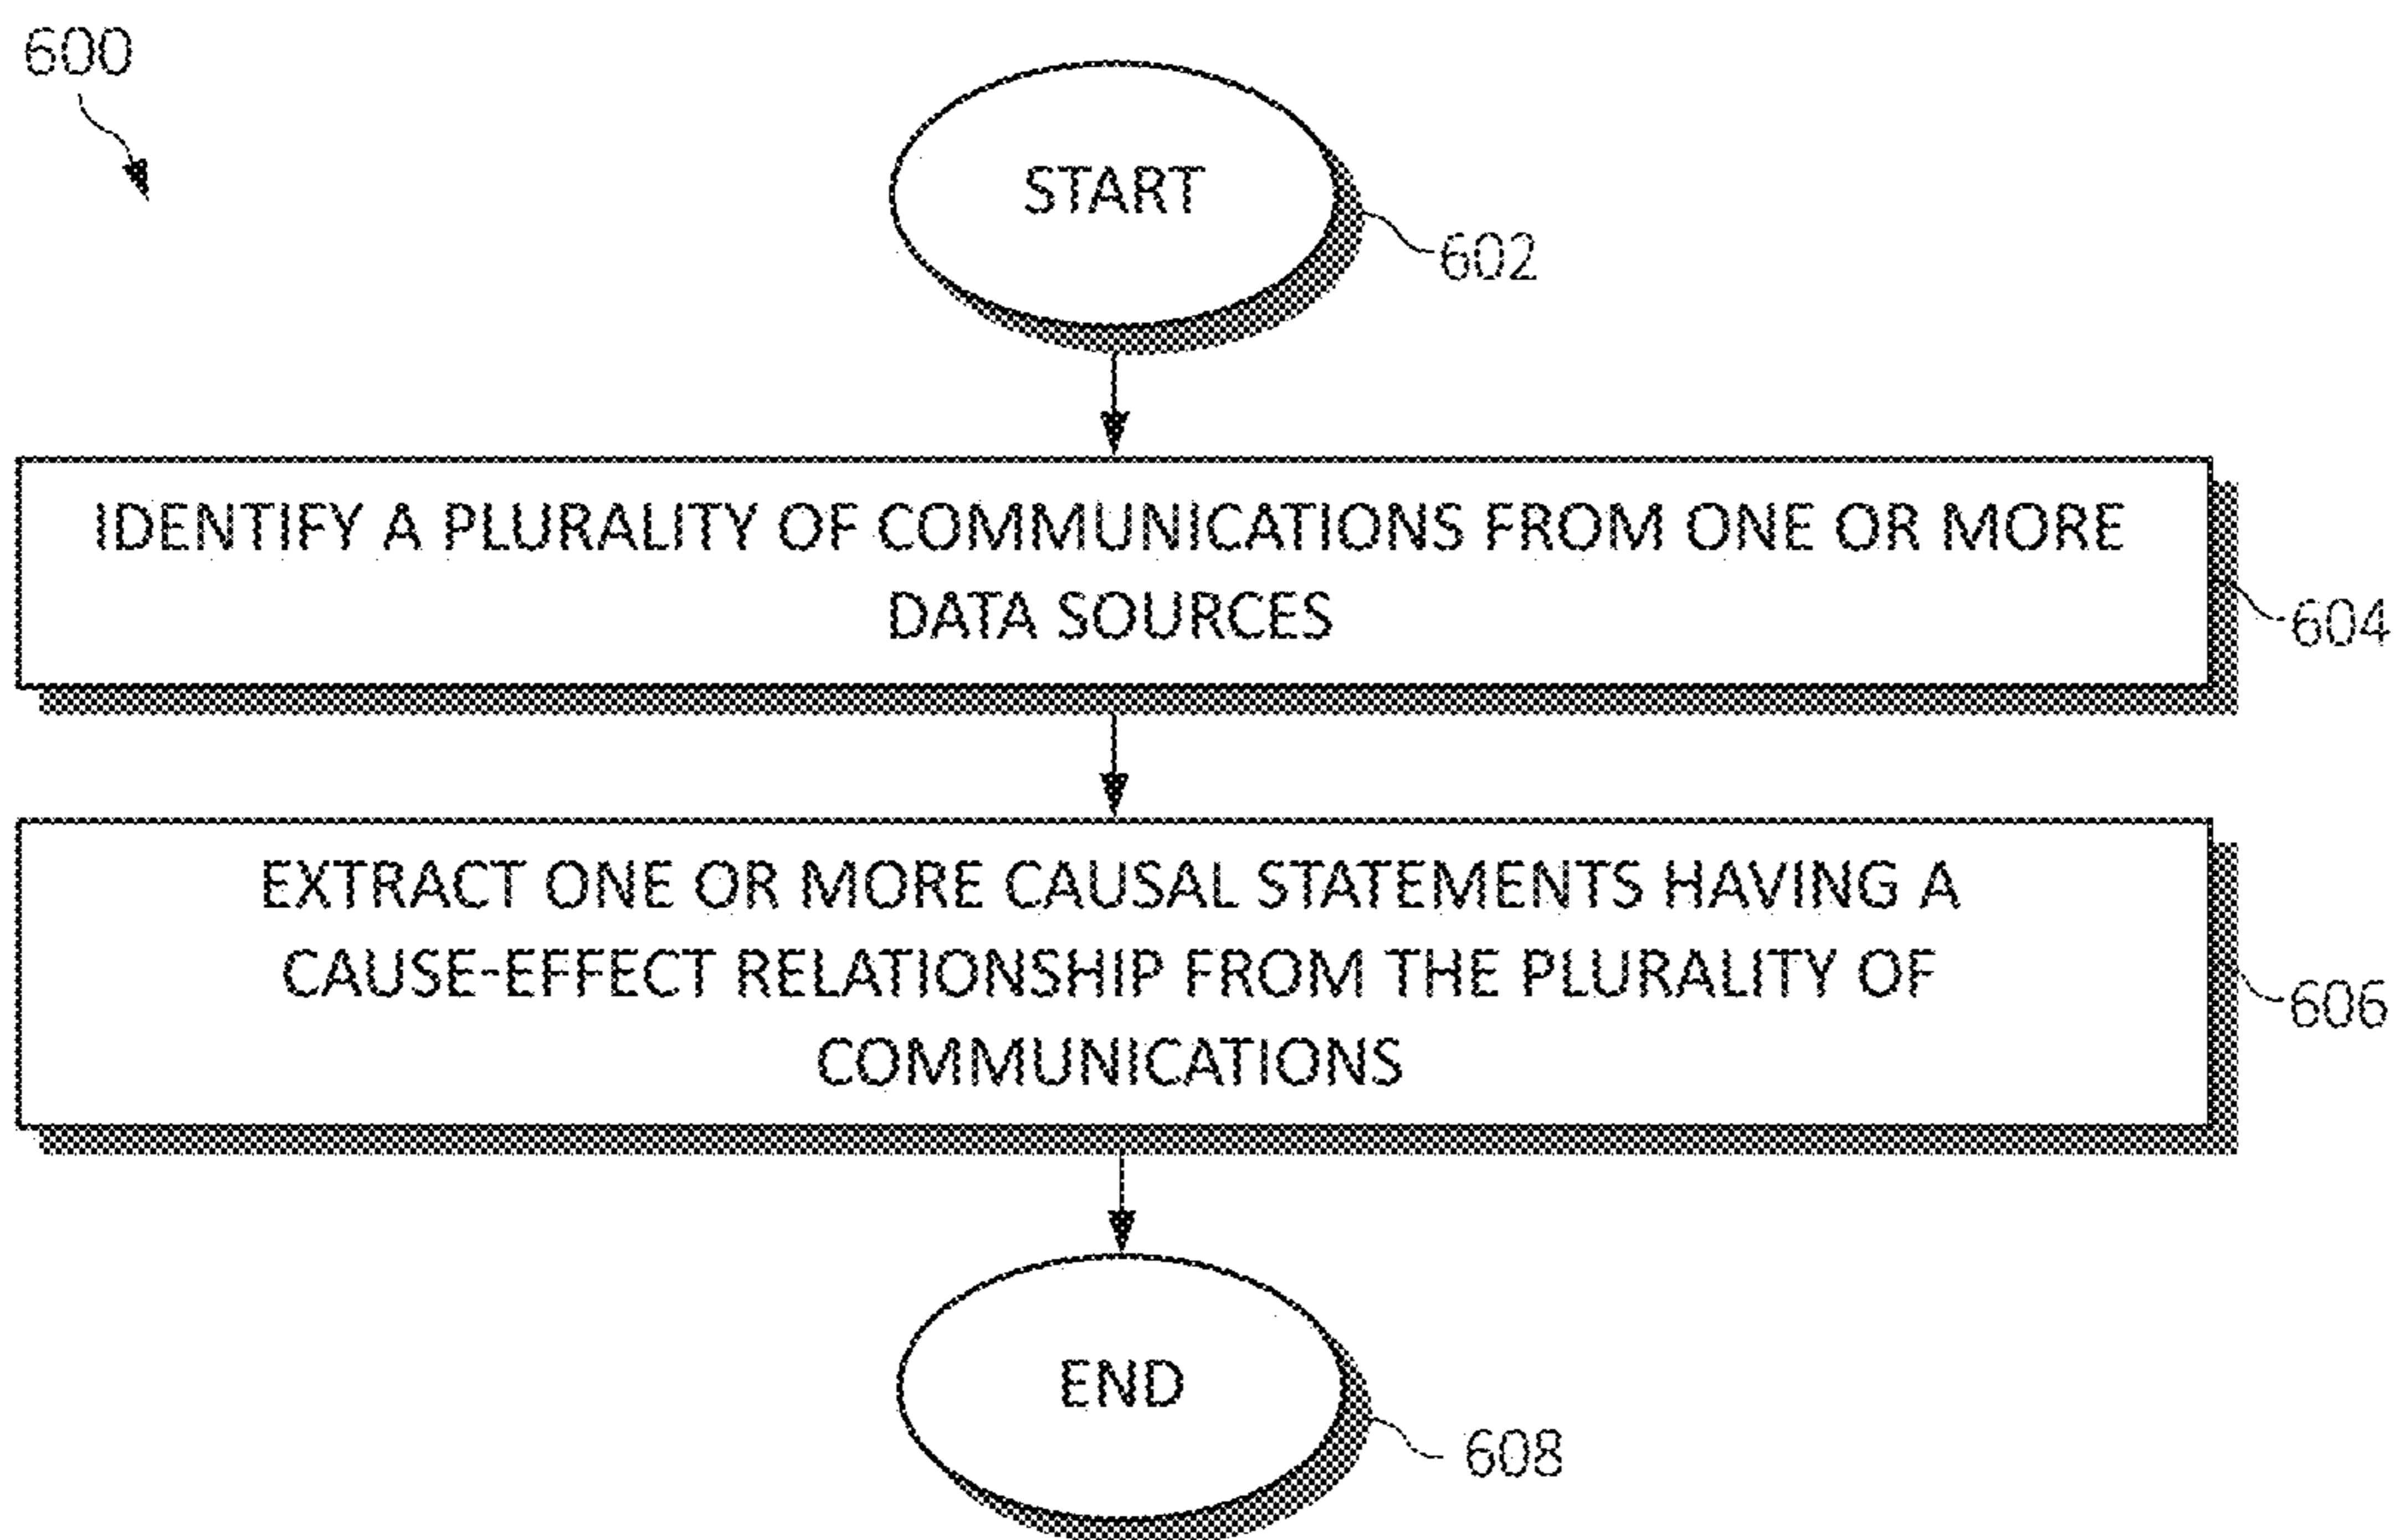 600
START
602
IDENTIFY A PLURALITY OF COMMUNICATIONS FROM ONE OR MORE
DATA SOURCES
604
EXTRACT ONE OR MORE CAUSAL STATEMENTS HAVING A
CAUSE-EFFECT RELATIONSHIP FROM THE PLURALITY OF
COMMUNICATIONS
606
END
608